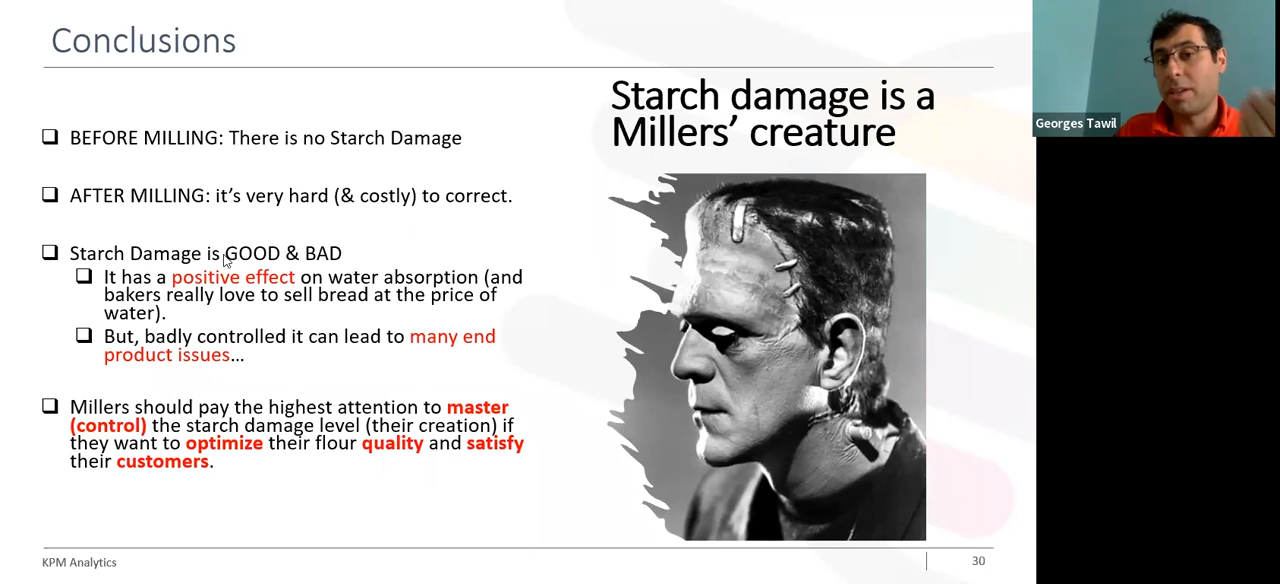 Conclusions
Starch damage is a
Millers’ creature
BEFORE MILLING: There is no Starch Damage
AFTER MILLING: it’s very hard (& costly) to correct.
Starch Damage is GOOD & BAD
It has a positive effect on water absorption (and
bakers really love to sell bread at the price of
water).
But, badly controlled it can lead to many end
product issues…
Millers should pay the highest attention to master
(control) the starch damage level (their creation) if
they want to optimize their flour quality and satisfy
their customers.
KPM Analytics
30
Georges Tawil